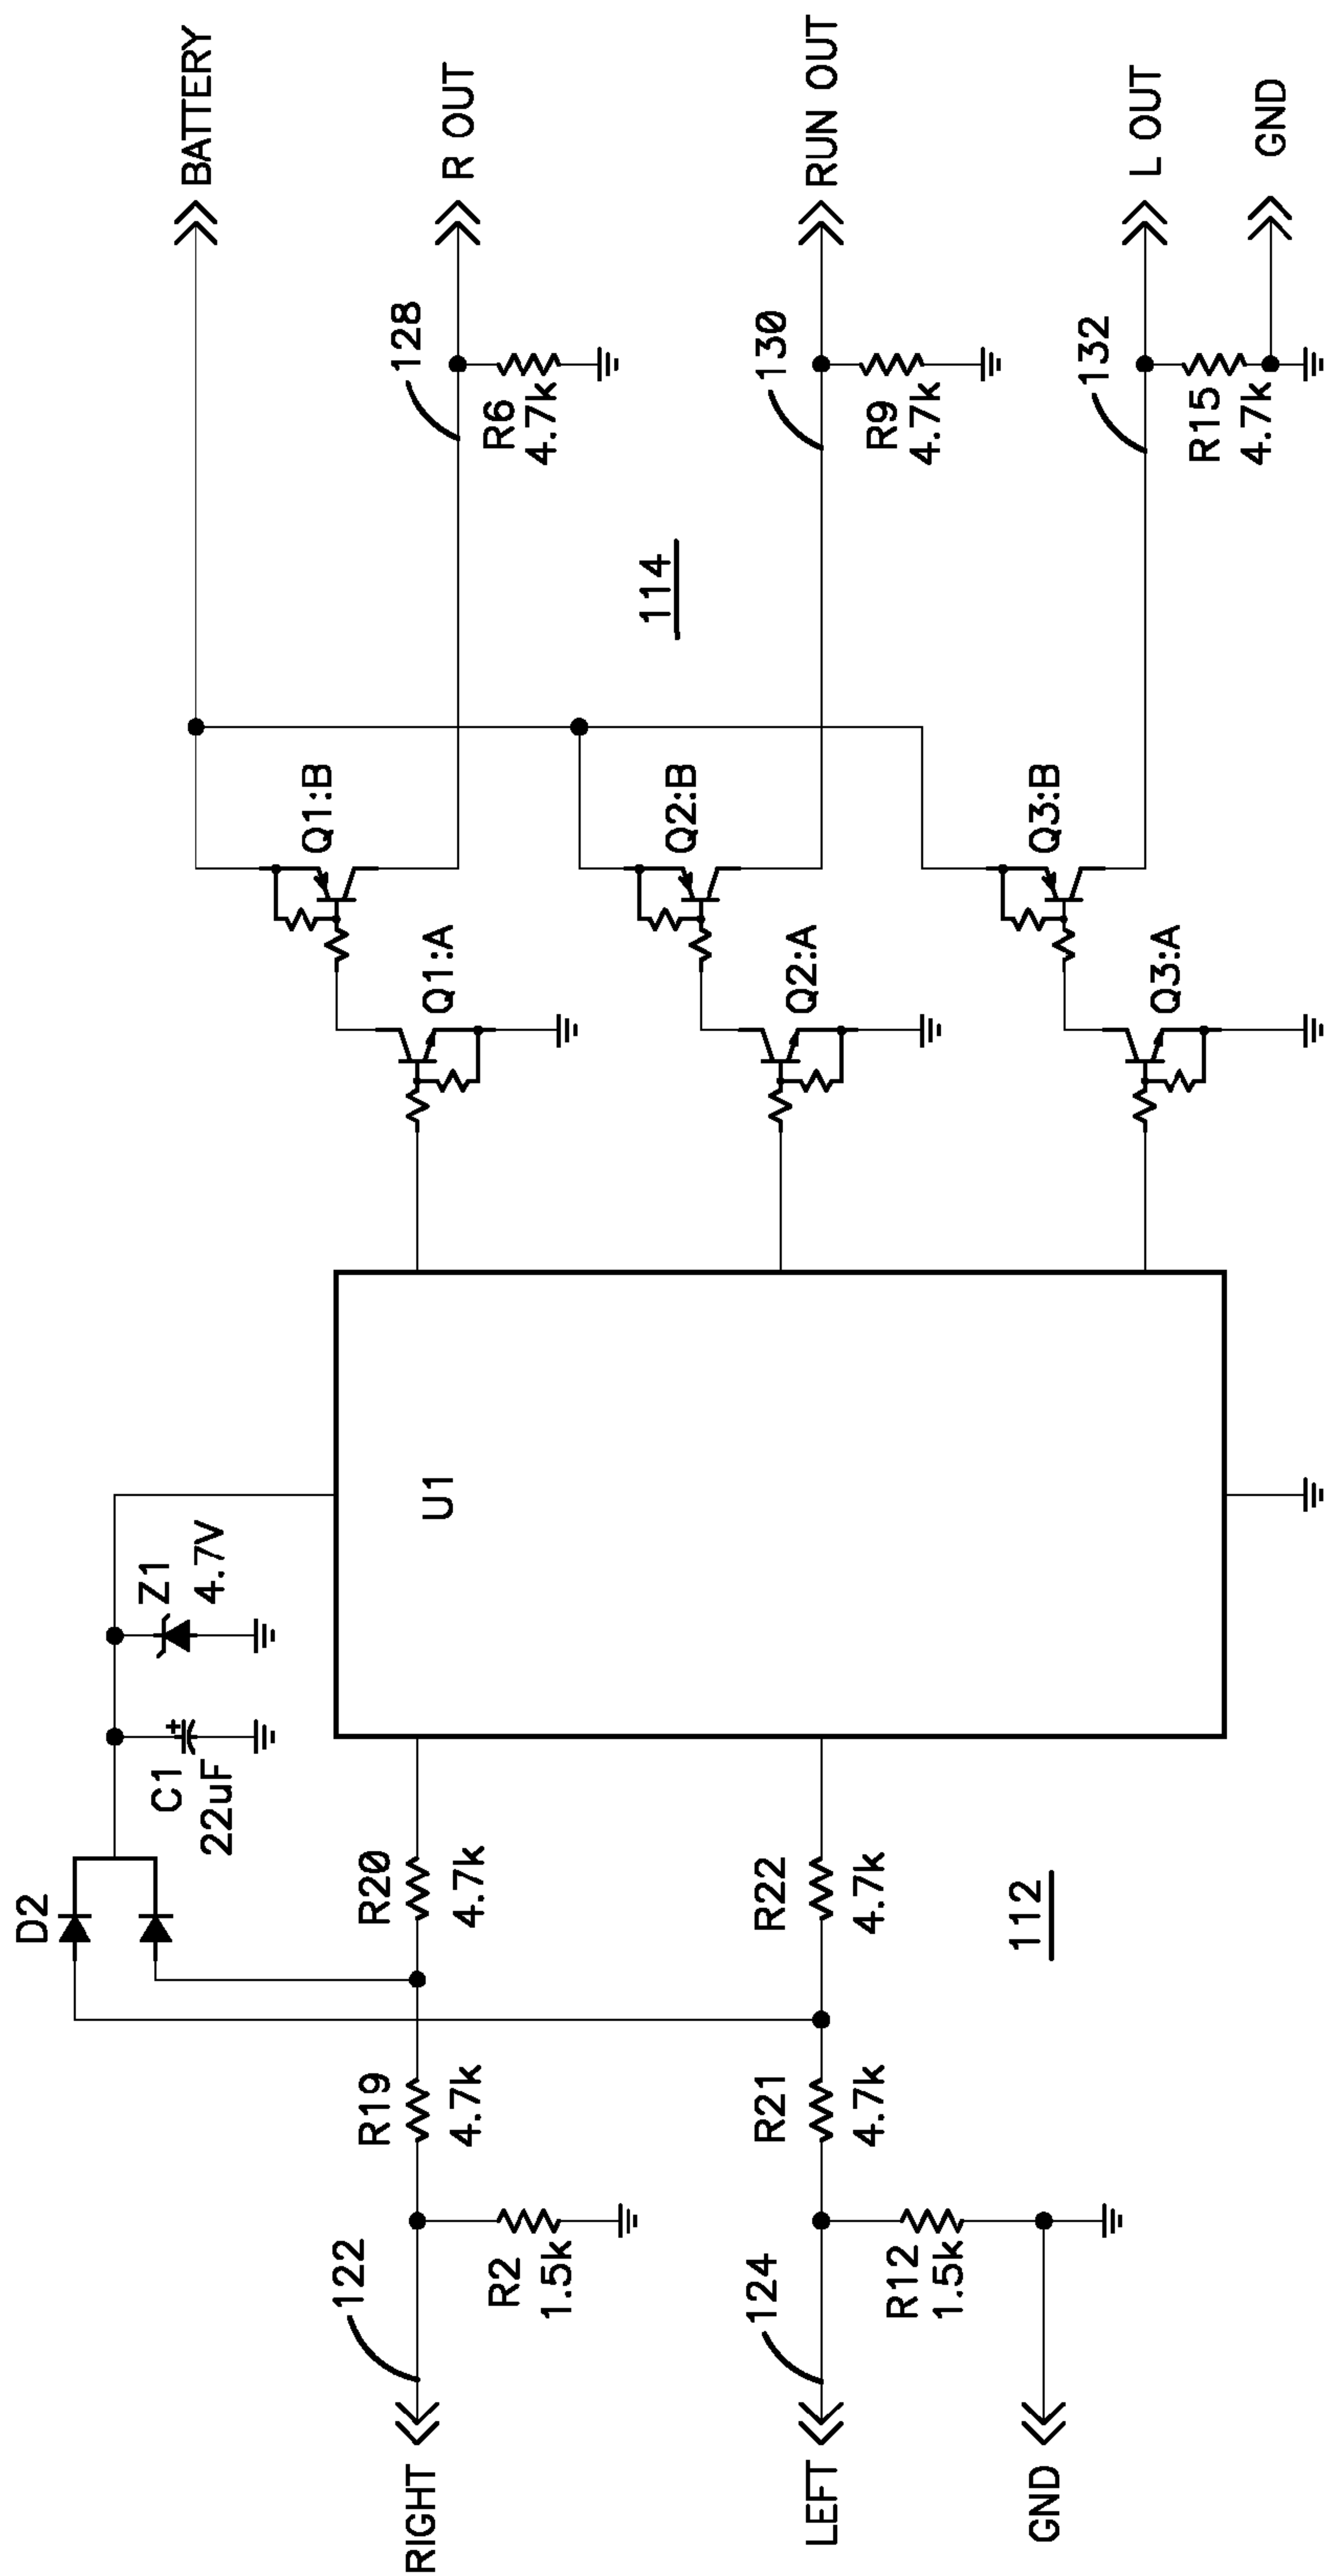 D2
C1
22uF
Z1
4.7V
BATTERY
RIGHT
122
R2
1.5k
R19
4.7k
R20
4.7k
U1
Q1:A
Q1:B
128
R6
4.7k
R OUT
114
LEFT
124
R12
1.5k
R21
4.7k
R22
4.7k
Q2:A
Q2:B
130
R9
4.7k
RUN OUT
GND
112
Q3:A
Q3:B
132
R15
4.7k
L OUT
GND